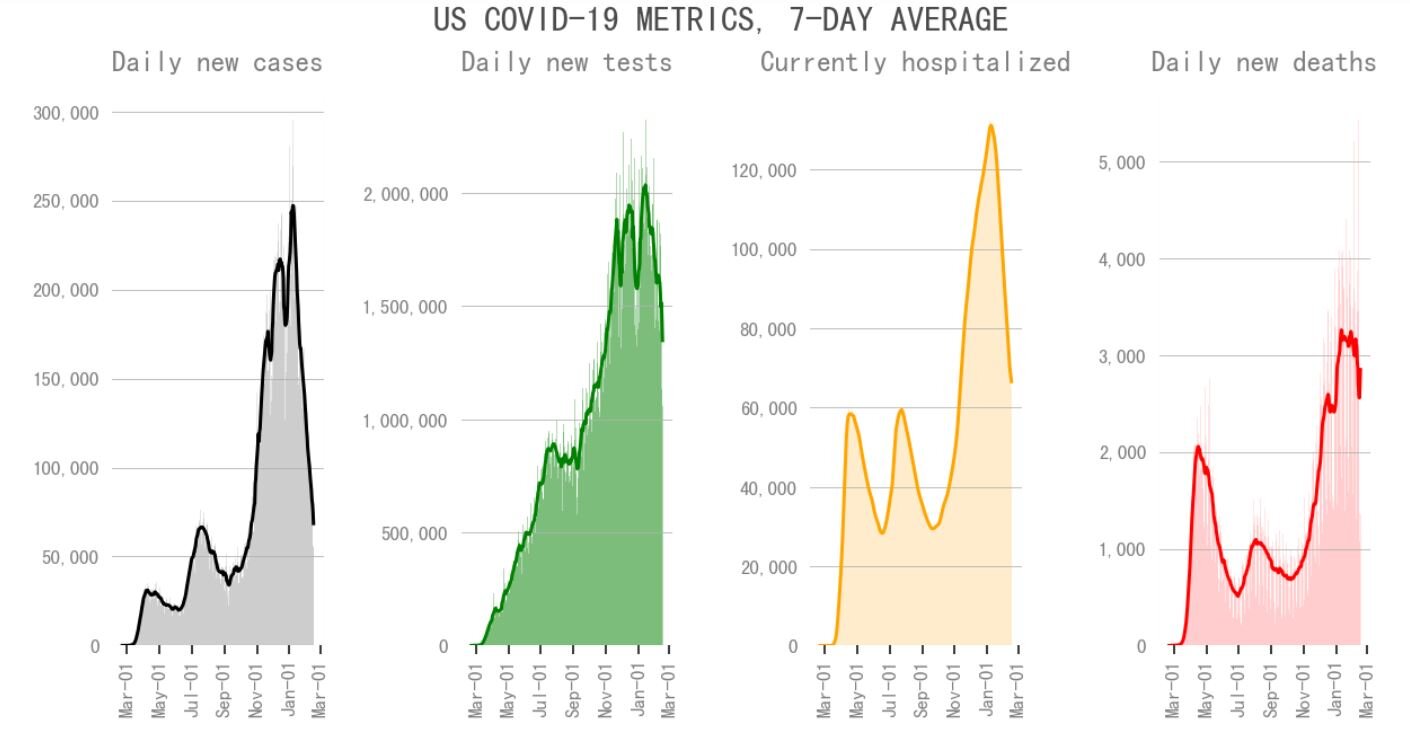 US COVID-19 METRICS, 7-DAY AVERAGE
Daily new cases
300,000
250,000
200,000
150,000
100,000
50,000
0
Mar-01
May-01
Jul-01
Sep-01
Nov-01
Jan-01
Mar-01
Daily new tests
2,000,000
1,500,000
1,000,000
500,000
0
Mar-01
May-01
Jul-01
Sep-01
Nov-01
Jan-01
Mar-01
Currently hospitalized
120,000
100,000
80,000
60,000
40,000
20,000
0
Mar-01
May-01
Jul-01
Sep-01
Nov-01
Jan-01
Mar-01
Daily new deaths
5,000
4,000
3,000
2,000
1,000
0
Mar-01
May-01
Jul-01
Sep-01
Nov-01
Jan-01
Mar-01